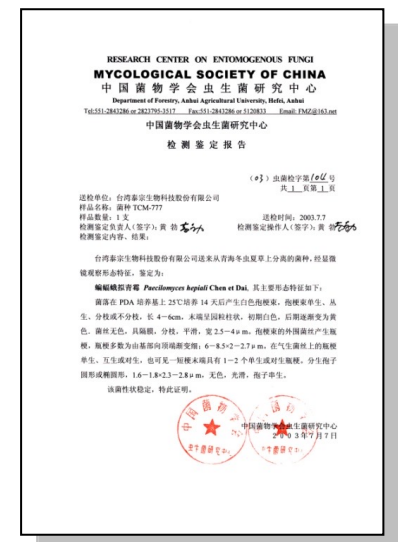 RESEARCH CENTER ON ENTOMOGENOUS FUNGI
MYCOLOGICAL SOCIETY OF CHINA
中国菌物学会虫生菌研究中心
Department of Forestry, Anhui Agricultural University, Hefei, Anhui
Tel:551-2843286 or 2823795-3517 Fax:551-2843286 or 5120833 Email: FMZ@163.net
中国菌物学会虫生菌研究中心
检测鉴定报告
(03)虫菌检字第1011号
共 1 页第 1 页
送检单位：台湾泰宗生物科技股份有限公司
样品名称：菌种 TCM-777
样品数量：1 支 送检时间：2003.7.7
检测鉴定负责人(签字)：黄 勃 检测鉴定操作人(签字)：黄 勃
检测鉴定内容、结果：
台湾泰宗生物科技股份有限公司送来从青海冬虫夏草上分离的菌种，经显微
镜观察形态特征，鉴定为：
蝙蝠蛾拟青霉 Paecilomyces hepiali Chen et Dai，其主要形态特征如下：
菌落在 PDA 培养基上 25℃培养 14 天后产生白色孢梗束，孢梗束单生、丛
生、分枝或不分枝，长 4－6cm，末端呈圆粒柱状，初期白色，后期逐渐变为黄
色。菌丝无色，具隔膜，分枝，平滑，宽 2.5－4μm，孢梗束的外围菌丝产生瓶
梗，瓶梗多数为由基部向顶端渐变细；6－8.5×2－2.7μm，在气生菌丝上的瓶梗
单生、互生或对生，也可见一短梗末端具有 1－2 个单生或对生瓶梗，分生孢子
圆形或椭圆形，1.6－1.8×2.3－2.8μm，无色，光滑，孢子串生。
该菌性状稳定，特此证明。
中国菌物学会虫生菌研究中心
2003年7月7日